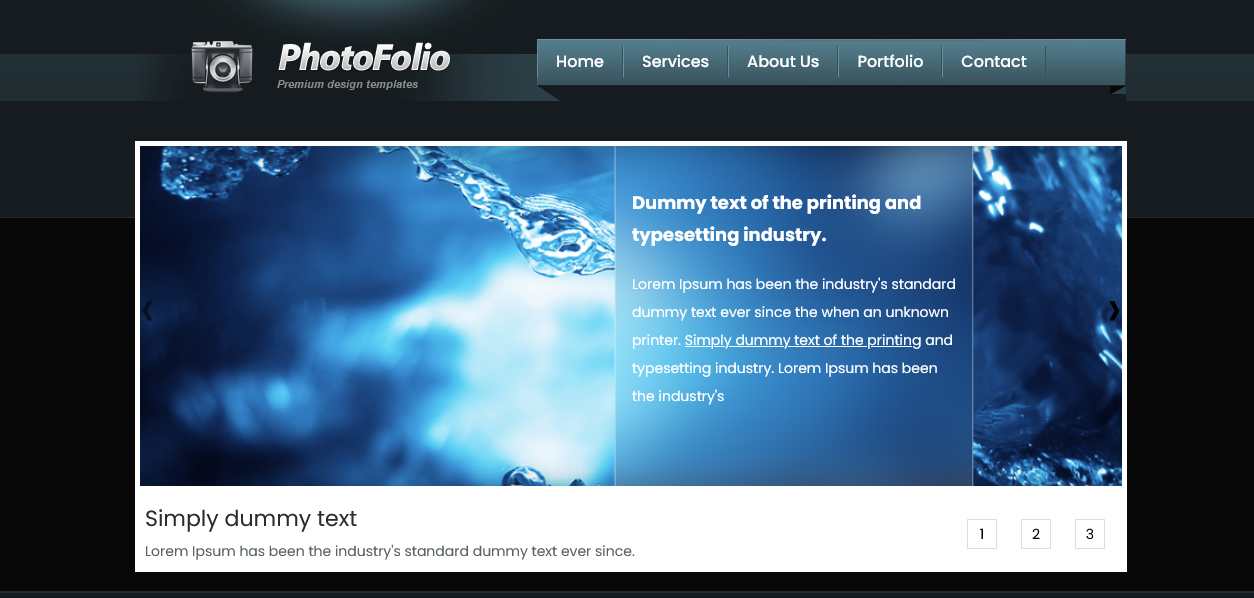 PhotoFolio
Premium design templates
Home Services About Us Portfolio Contact
Dummy text of the printing and
typesetting industry.
Lorem Ipsum has been the industry's standard
dummy text ever since the when an unknown
printer. Simply dummy text of the printing and
typesetting industry. Lorem Ipsum has been
the industry's
Simply dummy text
Lorem Ipsum has been the industry's standard dummy text ever since.
1 2 3